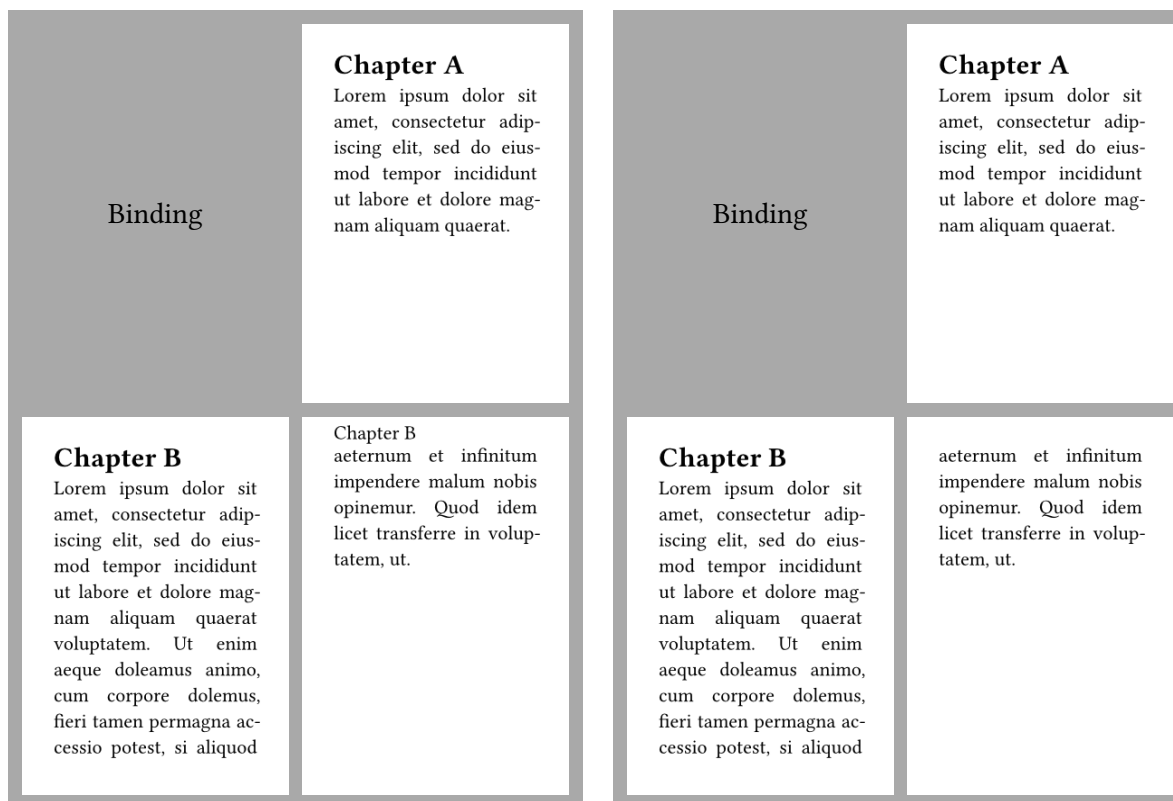 Binding
Chapter A
Lorem ipsum dolor sit
amet, consectetur adip-
iscing elit, sed do eius-
mod tempor incididunt
ut labore et dolore mag-
nam aliquam quaerat.
Chapter B
Lorem ipsum dolor sit
amet, consectetur adip-
iscing elit, sed do eius-
mod tempor incididunt
ut labore et dolore mag-
nam aliquam quaerat
voluptatem. Ut enim
aeque doleamus animo,
cum corpore dolemus,
fieri tamen permagna ac-
cessio potest, si aliquod
Chapter B
aeternum et infinitum
impendere malum nobis
opinemur. Quod idem
licet transferre in volup-
tatem, ut.
Binding
Chapter A
Lorem ipsum dolor sit
amet, consectetur adip-
iscing elit, sed do eius-
mod tempor incididunt
ut labore et dolore mag-
nam aliquam quaerat.
Chapter B
Lorem ipsum dolor sit
amet, consectetur adip-
iscing elit, sed do eius-
mod tempor incididunt
ut labore et dolore mag-
nam aliquam quaerat
voluptatem. Ut enim
aeque doleamus animo,
cum corpore dolemus,
fieri tamen permagna ac-
cessio potest, si aliquod
aeternum et infinitum
impendere malum nobis
opinemur. Quod idem
licet transferre in volup-
tatem, ut.